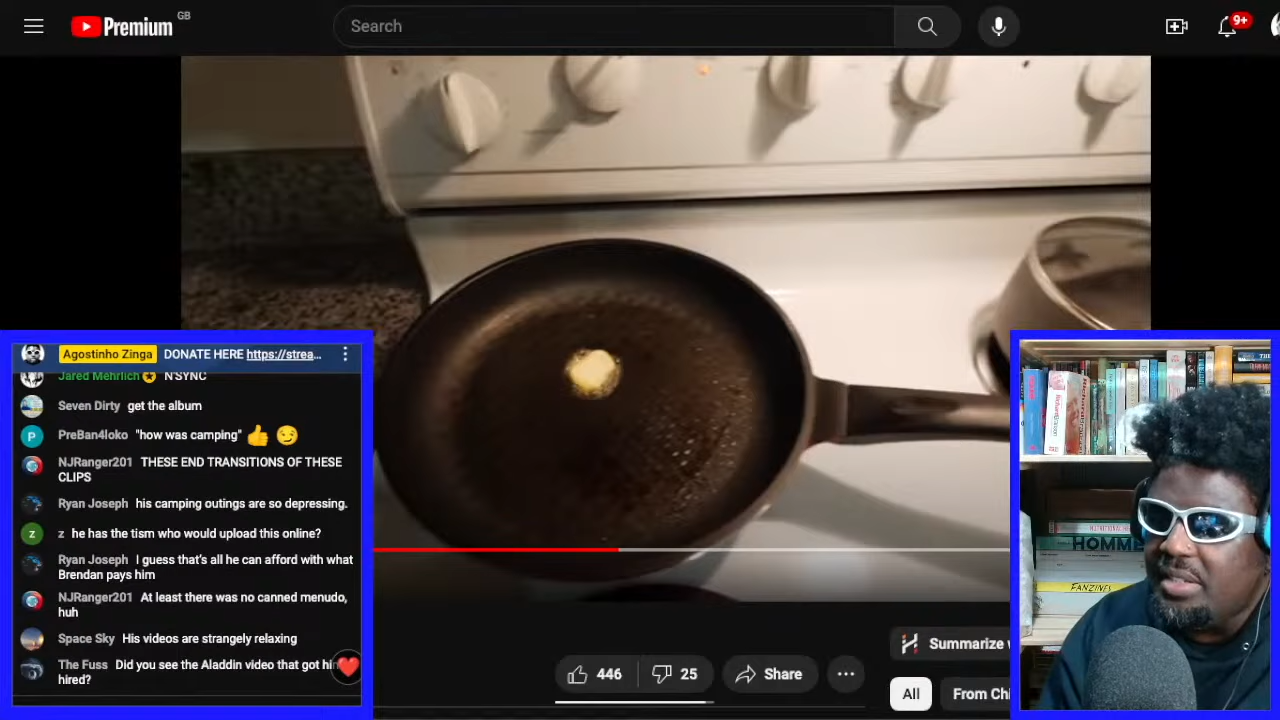 Premium GB
Search
9+
Agostinho Zinga DONATE HERE https://strea...
Jared Mehrlich N'SYNC
Seven Dirty get the album
P PreBan4loko "how was camping" 👍 😏
NJRanger201 THESE END TRANSITIONS OF THESE
CLIPS
Ryan Joseph his camping outings are so depressing.
z z he has the tism who would upload this online?
Ryan Joseph I guess that's all he can afford with what
Brendan pays him
NJRanger201 At least there was no canned menudo,
huh
Space Sky His videos are strangely relaxing
The Fuss Did you see the Aladdin video that got hi
hired?
446
25
Share
Summarize
All
From Chi
HOMME
FANZINES